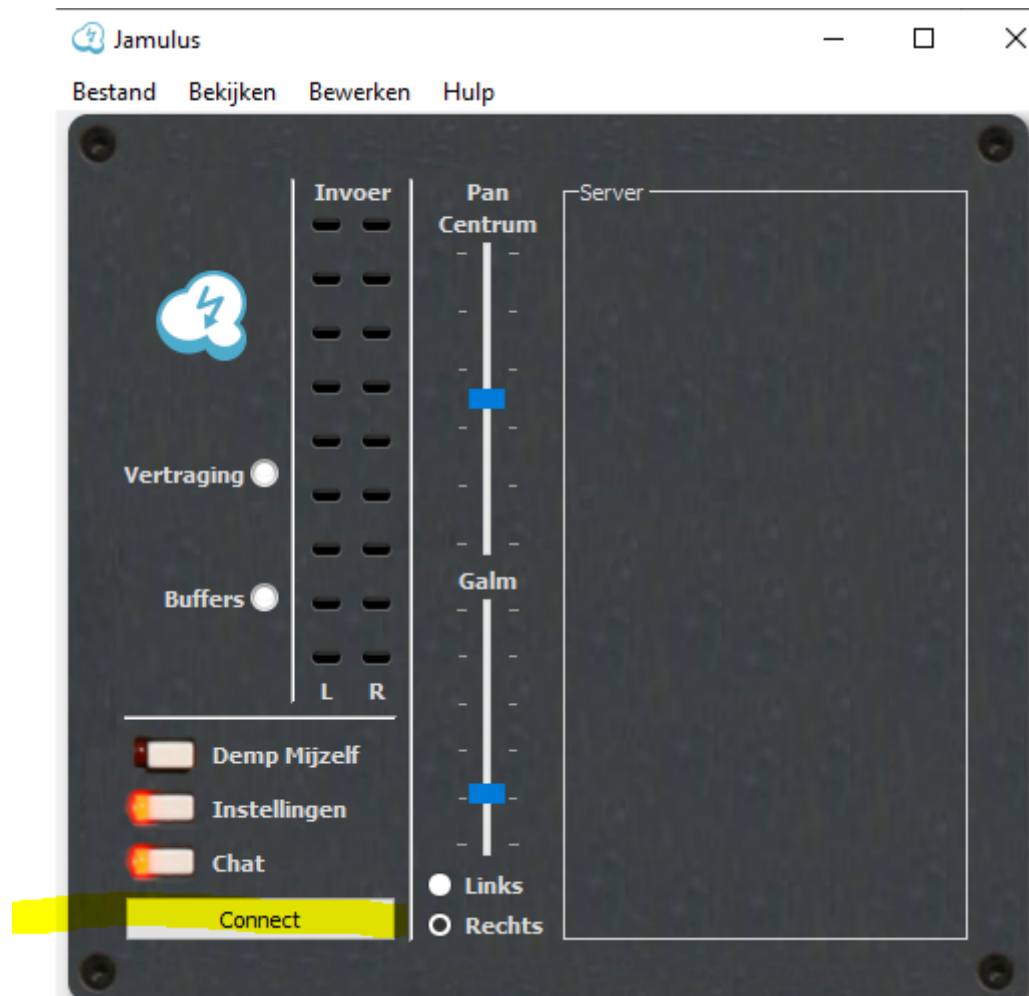 Jamulus
Bestand Bekijken Bewerken Hulp
Invoer
Pan
Centrum
Server
Vertraging
Buffers
L R
Galm
Demp Mijzelf
Instellingen
Chat
Connect
Links
Rechts